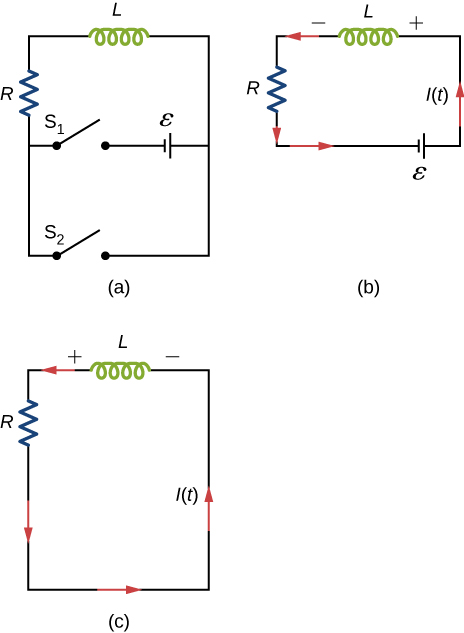 L
R
S1
ε
S2
(a)
− L +
R
I(t)
ε
(b)
+ L −
R
I(t)
(c)